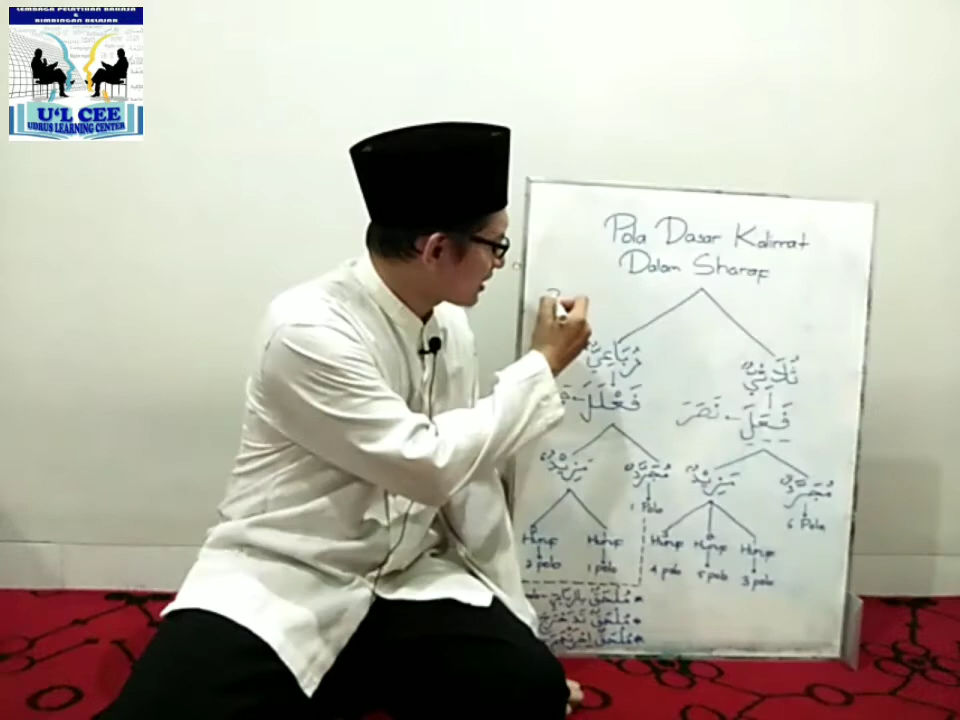 LEMBAGA PELATIHAN BAHASA
&
BIMBINGAN BELAJAR
U'L CEE
UDRUS LEARNING CENTER
Pola Dasar Kalimat
Dalam Sharaf
رُبَاعِيٌّ ثُلَاثِيٌّ
فَعْلَلَ ← فَعَلَ ← نَصَرَ
مَزِيْدٌ مُجَرَّدٌ مَزِيْدٌ مُجَرَّدٌ
1 Pola 6 Pola
Huruf Huruf Huruf Huruf Huruf
2 pola 1 pola 4 pola 5 pola 3 pola
* مُلْحَقٌ
* مُلْحَقٌ تَدَحْرَجَ
* مُلْحَقٌ